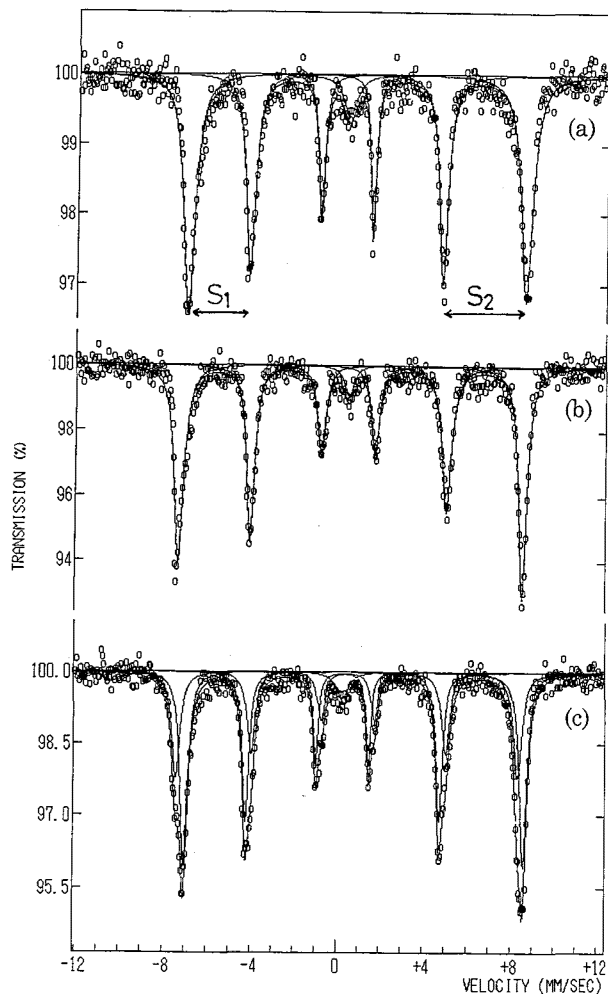 100
99
98
97
(a)
S1
S2
100
98
96
94
(b)
TRANSMISSION (%)
100.0
98.5
97.0
95.5
(c)
-12
-8
-4
0
+4
+8
+12
VELOCITY (MM/SEC)